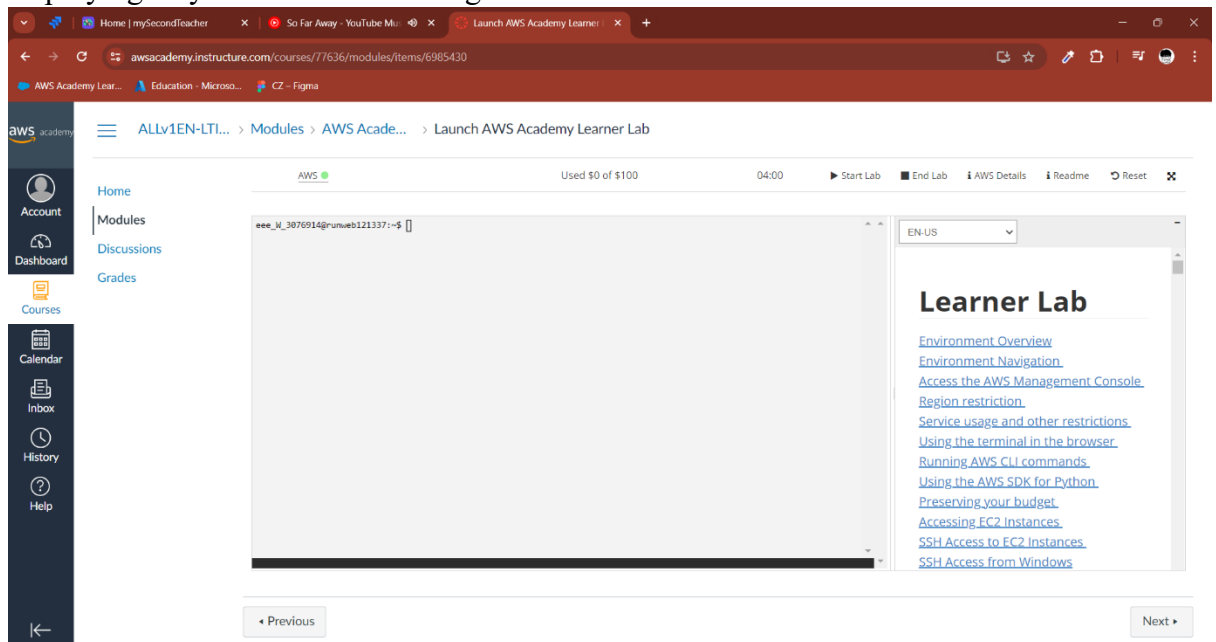 Home | mySecondTeacher
So Far Away - YouTube Mu
Launch AWS Academy Learner
awsacademy.instructure.com/courses/77636/modules/items/6985430
AWS Academy Lear...
Education - Microso...
CZ – Figma
aws academy
ALLv1EN-LTI... > Modules > AWS Acade... > Launch AWS Academy Learner Lab
Account
Dashboard
Courses
Calendar
Inbox
History
Help
Home
Modules
Discussions
Grades
AWS
Used $0 of $100
04:00
Start Lab
End Lab
AWS Details
Readme
Reset
eee_W_3076914@runweb121337:~$
EN-US
Learner Lab
Environment Overview
Environment Navigation
Access the AWS Management Console
Region restriction
Service usage and other restrictions
Using the terminal in the browser
Running AWS CLI commands
Using the AWS SDK for Python
Preserving your budget
Accessing EC2 Instances
SSH Access to EC2 Instances
SSH Access from Windows
◂ Previous
Next ▸